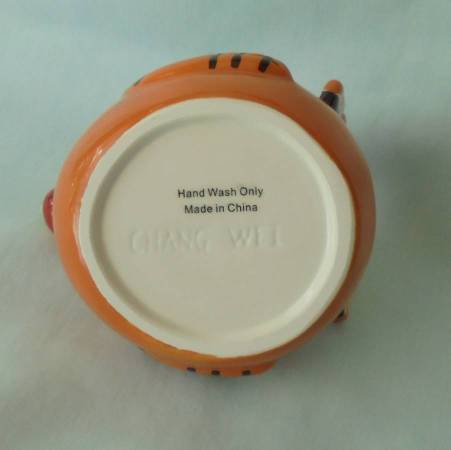 Hand Wash Only
Made in China
CHANG WEI